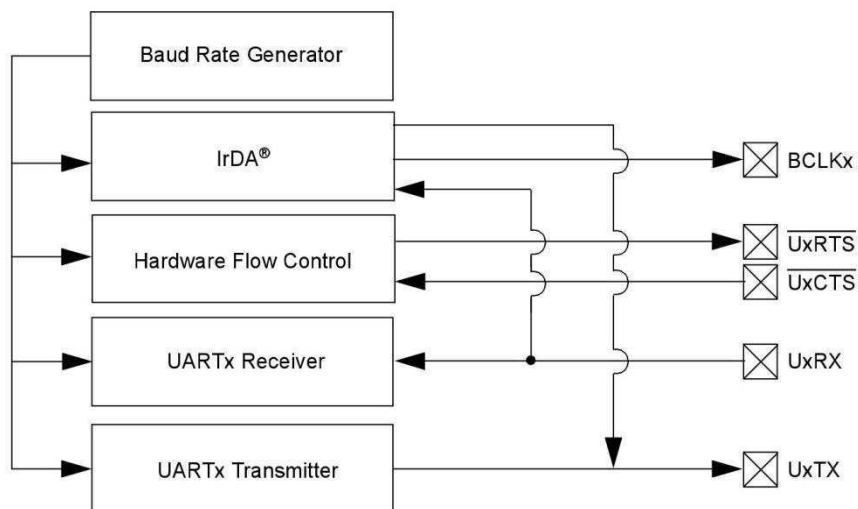 Baud Rate Generator
IrDA®
BCLKx
Hardware Flow Control
UxRTS
UxCTS
UARTx Receiver
UxRX
UARTx Transmitter
UxTX